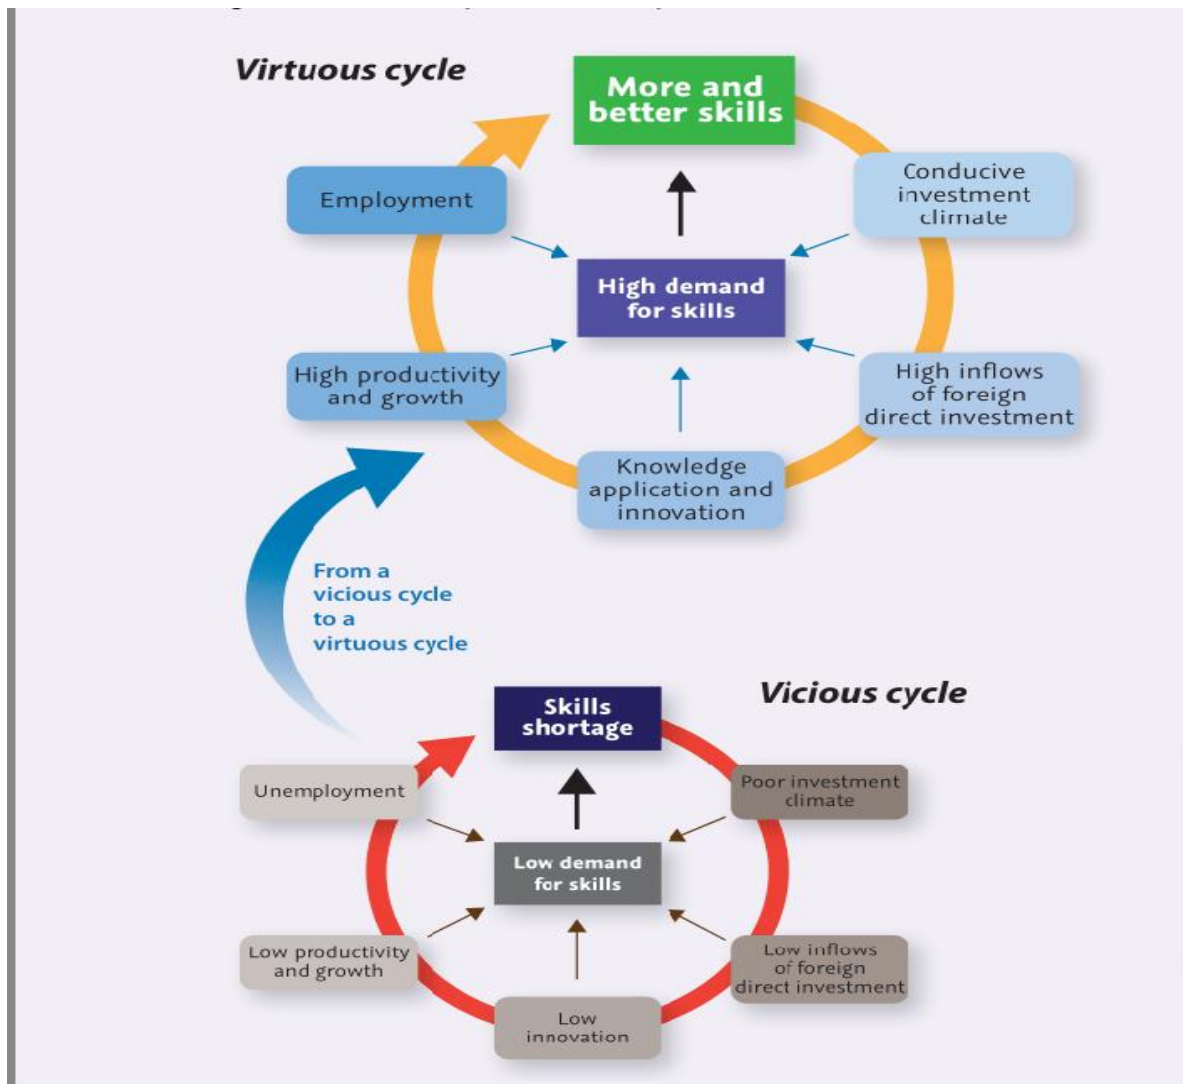 Virtuous cycle
More and
better skills
Employment
Conducive
investment
climate
High demand
for skills
High productivity
and growth
High inflows
of foreign
direct investment
Knowledge
application and
innovation
From a
vicious cycle
to a
virtuous cycle
Vicious cycle
Skills
shortage
Unemployment
Poor investment
climate
Low demand
for skills
Low productivity
and growth
Low inflows
of foreign
direct investment
Low
innovation